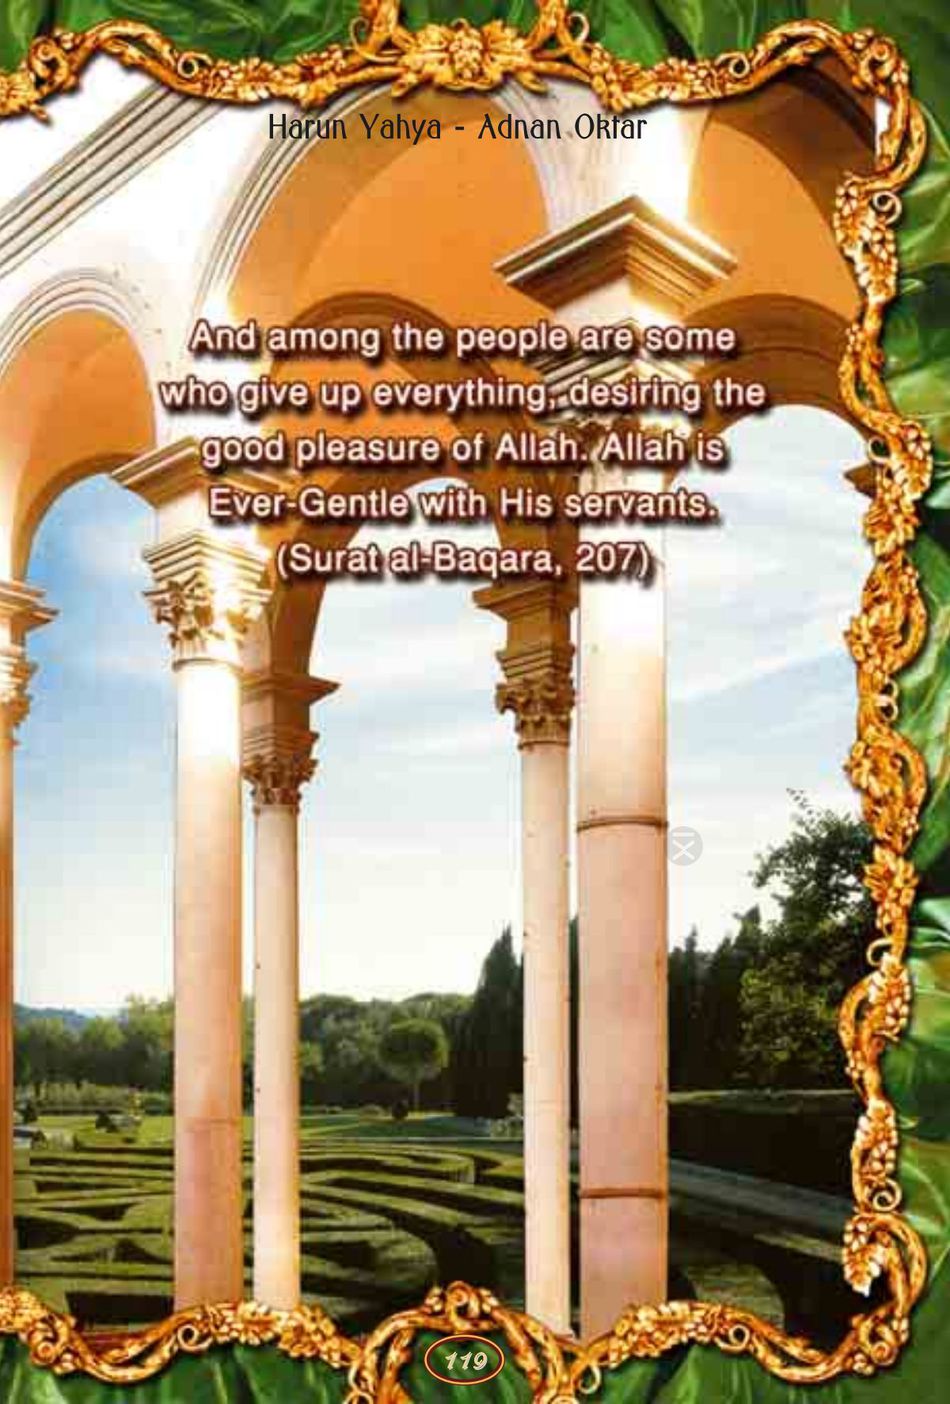 Harun Yahya - Adnan Oktar
And among the people are some
who give up everything, desiring the
good pleasure of Allah. Allah is
Ever-Gentle with His servants.
(Surat al-Baqara, 207)
119